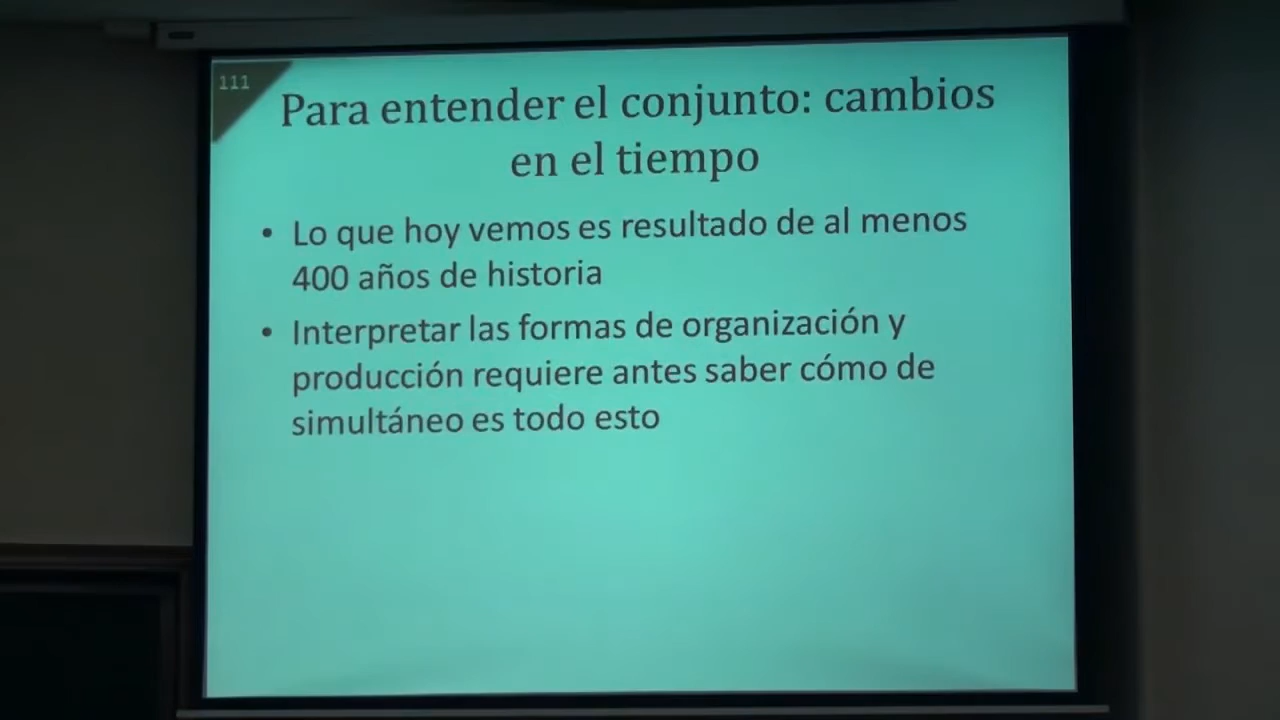 111
Para entender el conjunto: cambios
en el tiempo
• Lo que hoy vemos es resultado de al menos
400 años de historia
• Interpretar las formas de organización y
producción requiere antes saber cómo de
simultáneo es todo esto